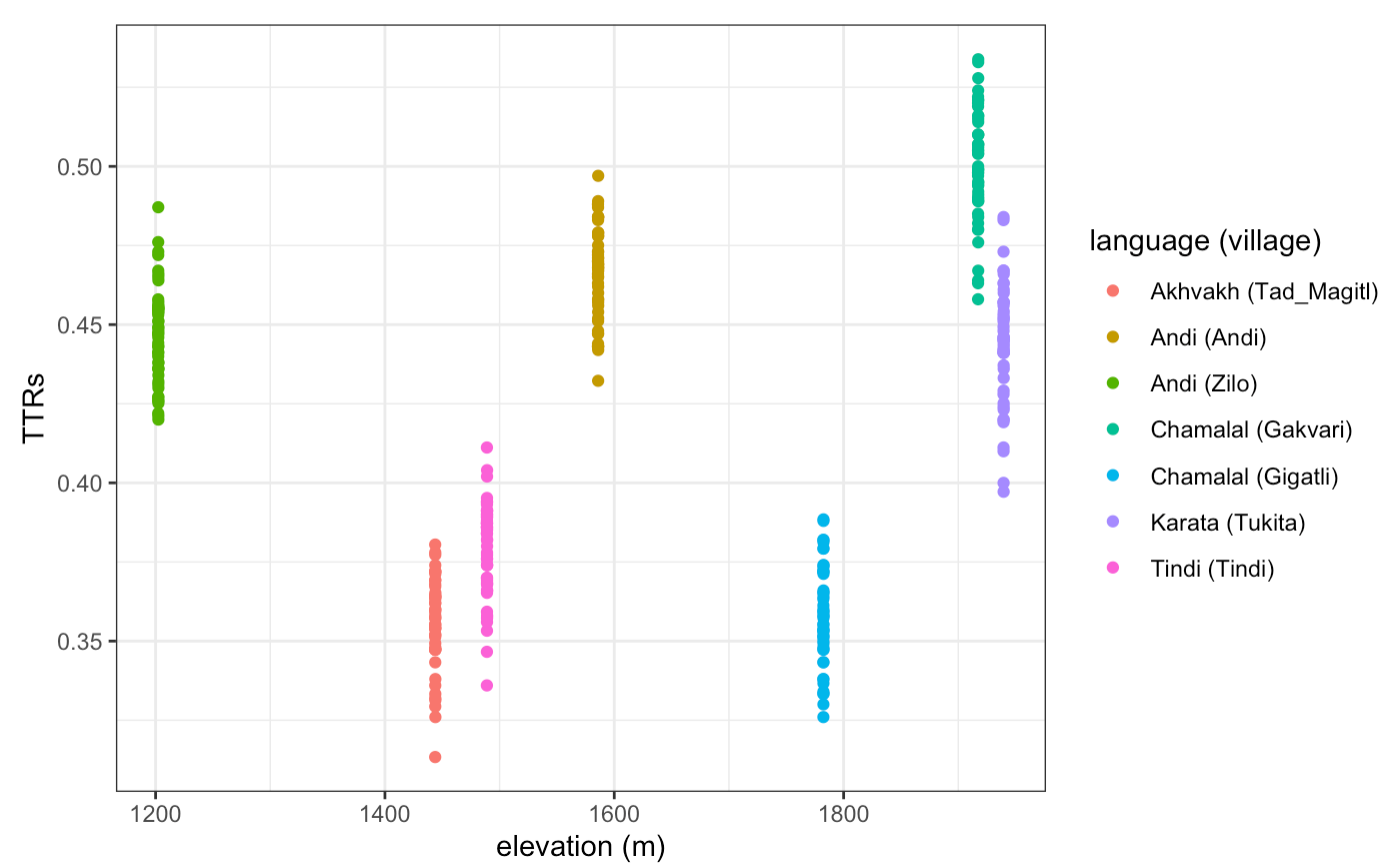 TTRs
0.50
0.45
0.40
0.35
1200 1400 1600 1800
elevation (m)
language (village)
Akhvakh (Tad_Magitl)
Andi (Andi)
Andi (Zilo)
Chamalal (Gakvari)
Chamalal (Gigatli)
Karata (Tukita)
Tindi (Tindi)